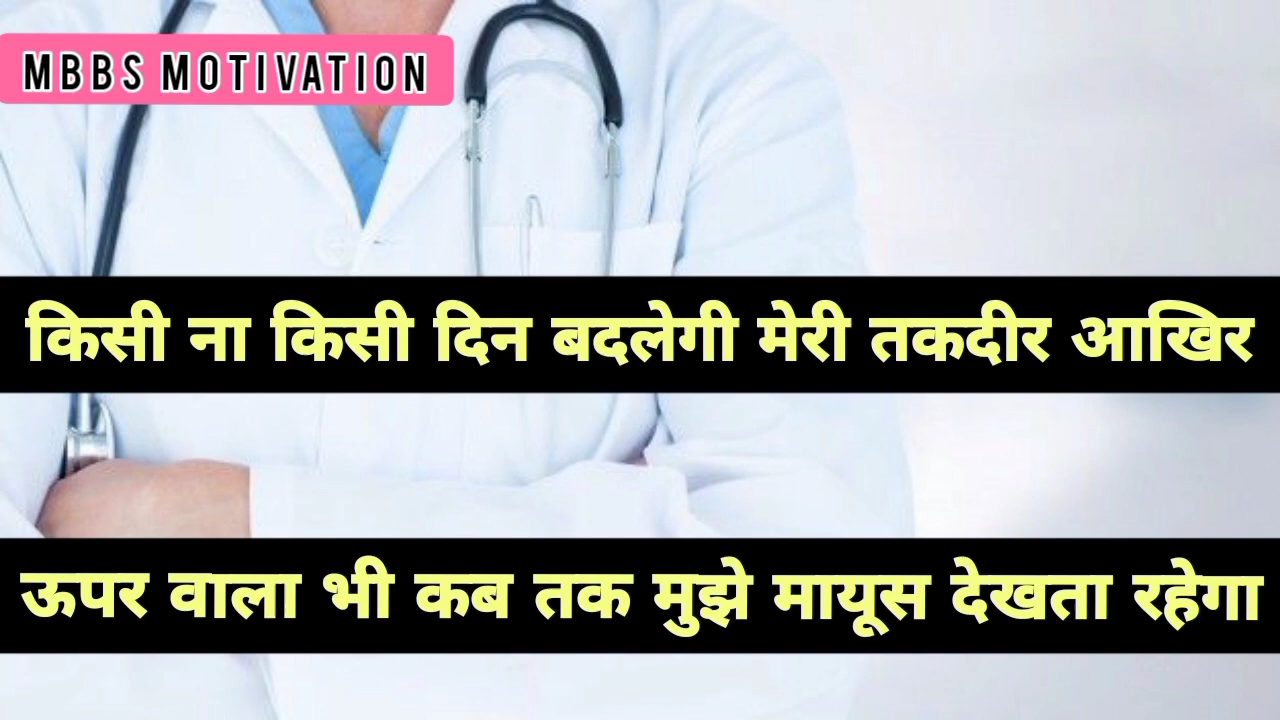 MBBS MOTIVATION
किसी ना किसी दिन बदलेगी मेरी तकदीर आखिर
ऊपर वाला भी कब तक मुझे मायूस देखता रहेगा